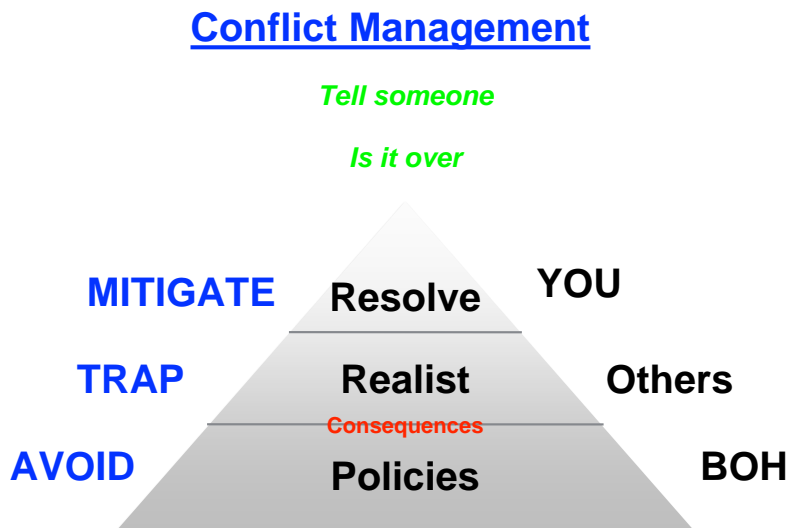 Conflict Management
Tell someone
Is it over
MITIGATE Resolve YOU
TRAP Realist Others
Consequences
AVOID Policies BOH